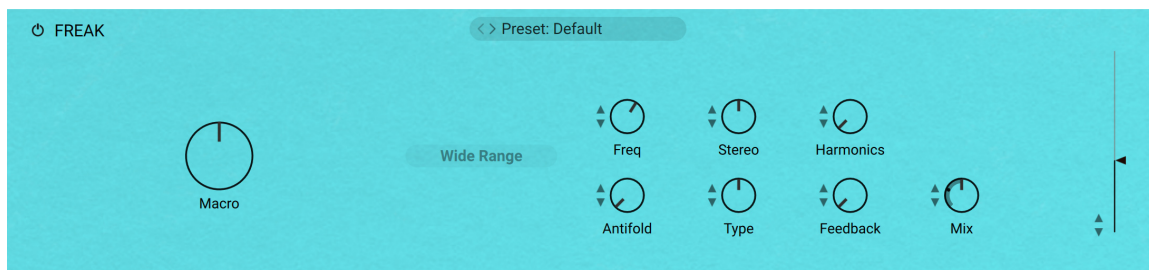 FREAK
Preset: Default
Wide Range
Freq
Stereo
Harmonics
Macro
Antifold
Type
Feedback
Mix